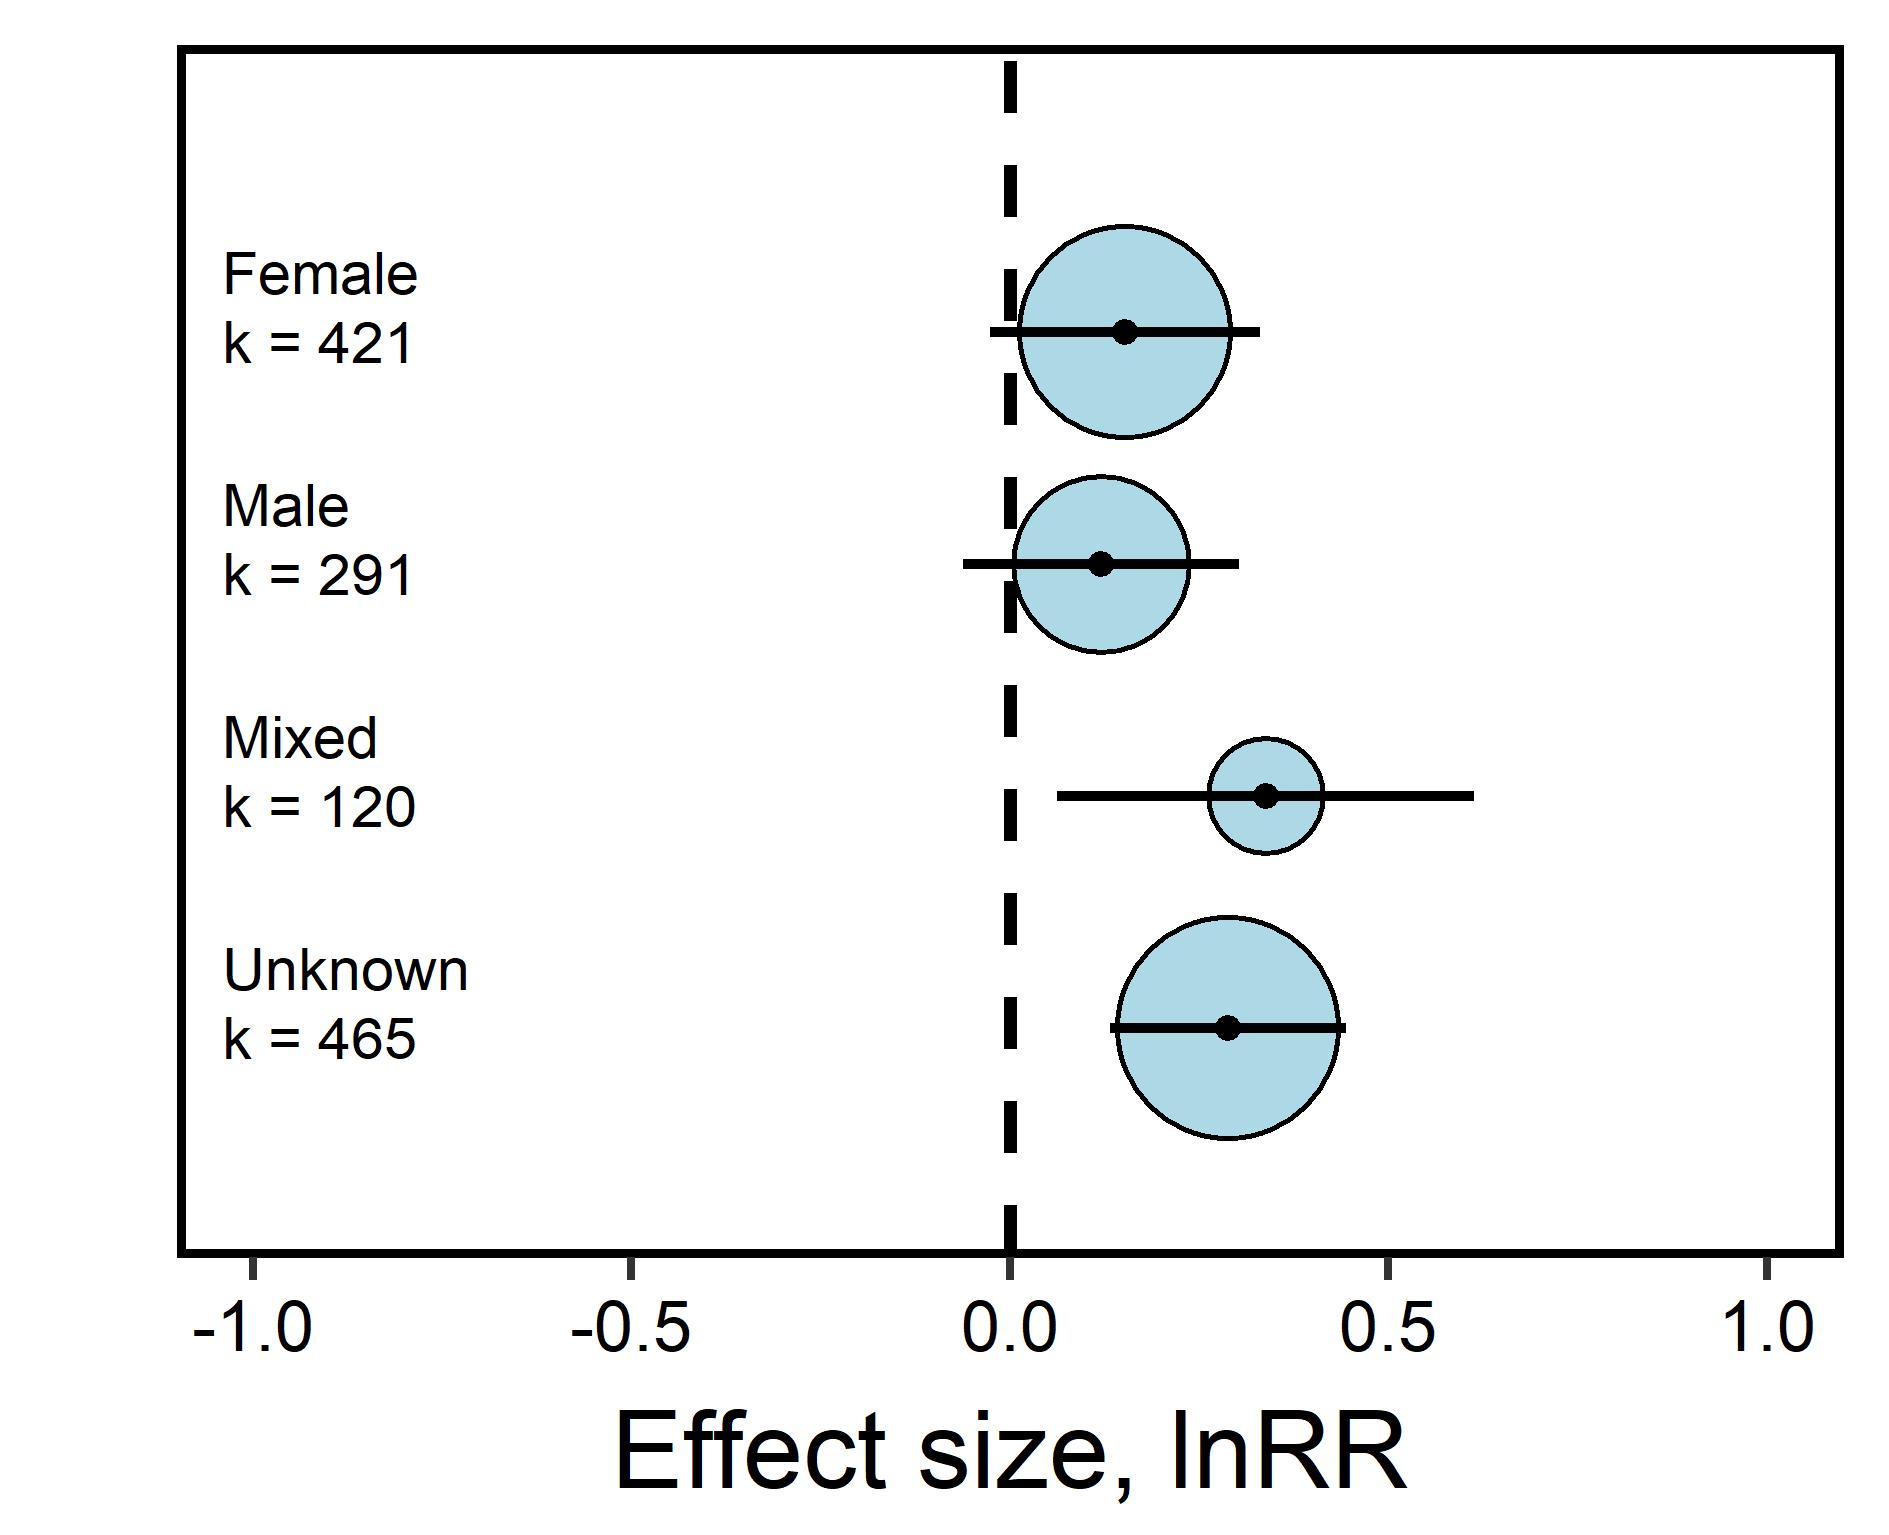 Female
k = 421
Male
k = 291
Mixed
k = 120
Unknown
k = 465
-1.0 -0.5 0.0 0.5 1.0
Effect size, lnRR